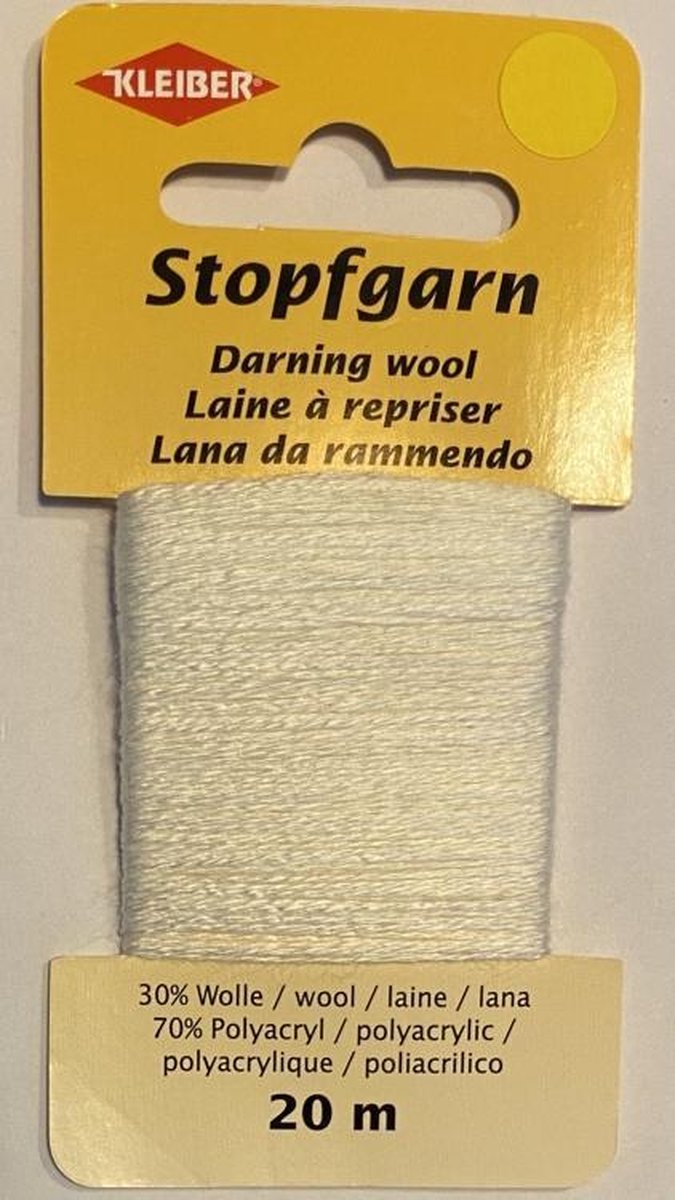 KLEIBER®
Stopfgarn
Darning wool
Laine à repriser
Lana da rammendo
30% Wolle / wool / laine / lana
70% Polyacryl / polyacrylic /
polyacrylique / poliacrilico
20 m